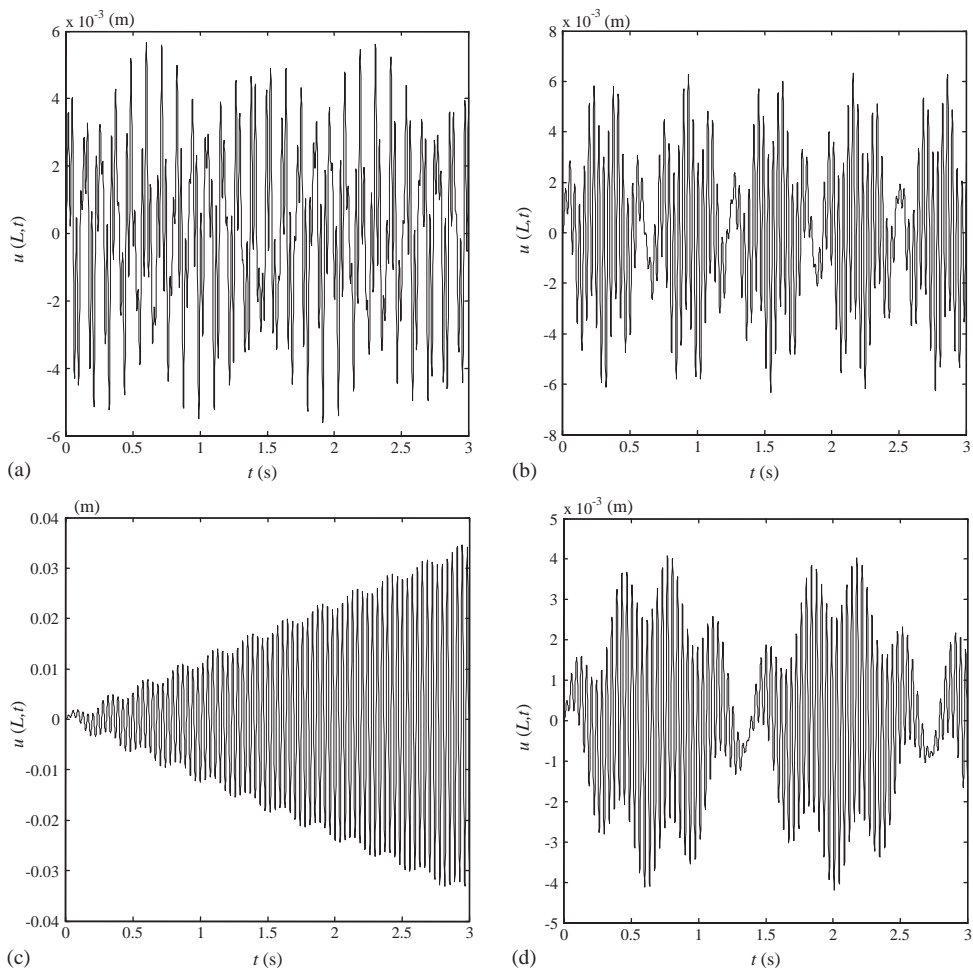 x 10⁻³ (m)
6
4
2
0
-2
-4
-6
u (L,t)
0 0.5 1 1.5 2 2.5 3
t (s)
(a)
x 10⁻³ (m)
8
6
4
2
0
-2
-4
-6
-8
u (L,t)
0 0.5 1 1.5 2 2.5 3
t (s)
(b)
(m)
0.04
0.03
0.02
0.01
0
-0.01
-0.02
-0.03
-0.04
u (L,t)
0 0.5 1 1.5 2 2.5 3
t (s)
(c)
x 10⁻³ (m)
5
4
3
2
1
0
-1
-2
-3
-4
-5
u (L,t)
0 0.5 1 1.5 2 2.5 3
t (s)
(d)